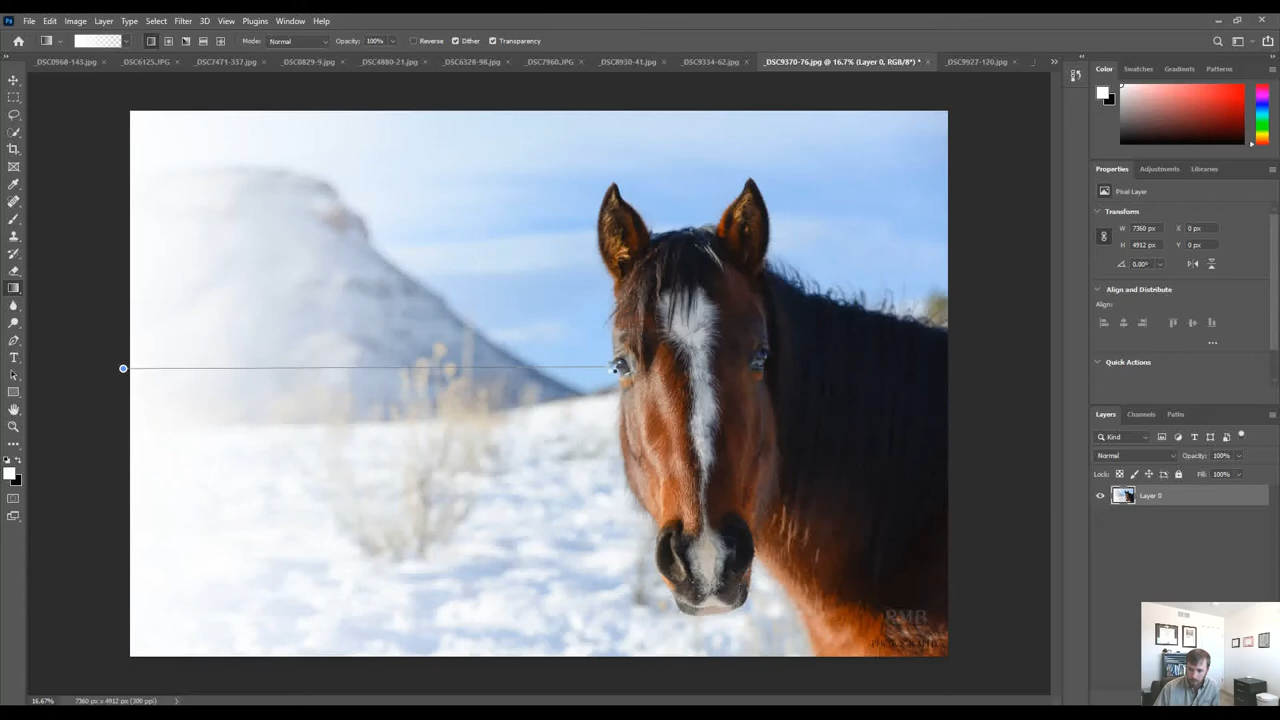 Ps File Edit Image Layer Type Select Filter 3D View Plugins Window Help
Mode: Normal Opacity: 100% Reverse Dither Transparency
_DSC0960-143.jpg _DSC6125.JPG _DSC7471-337.jpg _DSC0829-9.jpg _DSC4880-21.jpg _DSC6328-98.jpg _DSC7960.JPG _DSC8930-41.jpg _DSC9334-62.jpg _DSC9370-76.jpg @ 16.7% (Layer 0, RGB/8*) * _DSC9927-120.jpg
Color Swatches Gradients Patterns
Properties Adjustments Libraries
Pixel Layer
Transform
W 7360 px X 0 px
H 4912 px Y 0 px
0.00°
Align and Distribute
Align:
Quick Actions
Layers Channels Paths
Kind
Normal Opacity: 100%
Lock: Fill: 100%
Layer 0
RMB
PHOTOGRAPHY
16.67% 7360 px x 4912 px (300 ppi)